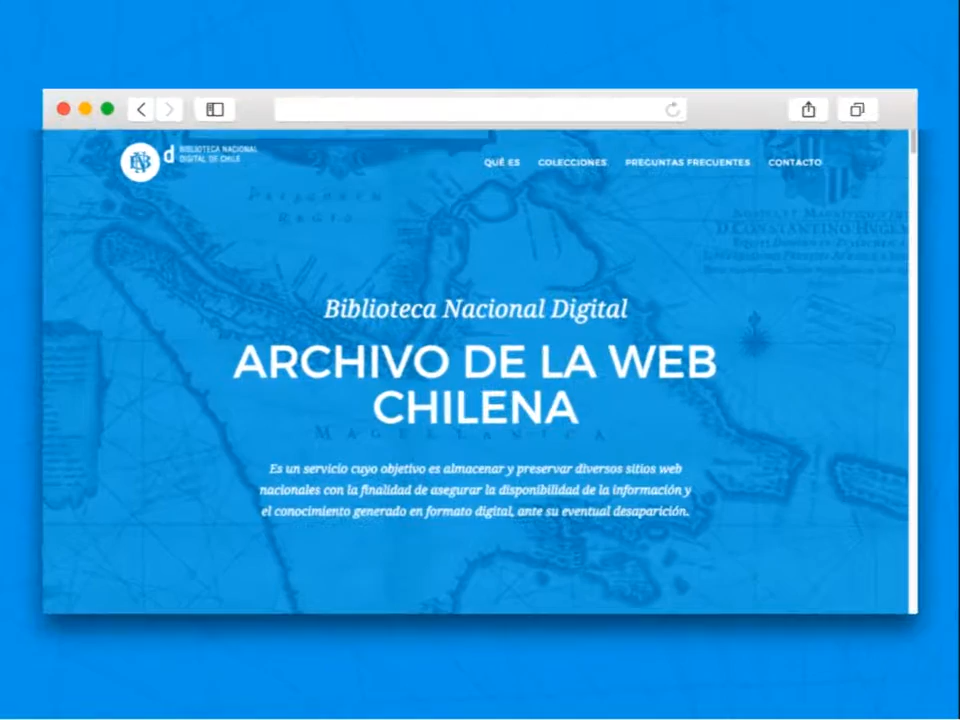 BIBLIOTECA NACIONAL
DIGITAL DE CHILE
QUÉ ES COLECCIONES PREGUNTAS FRECUENTES CONTACTO
Biblioteca Nacional Digital
ARCHIVO DE LA WEB
CHILENA
MAGELLANICA
Es un servicio cuyo objetivo es almacenar y preservar diversos sitios web
nacionales con la finalidad de asegurar la disponibilidad de la información y
el conocimiento generado en formato digital, ante su eventual desaparición.